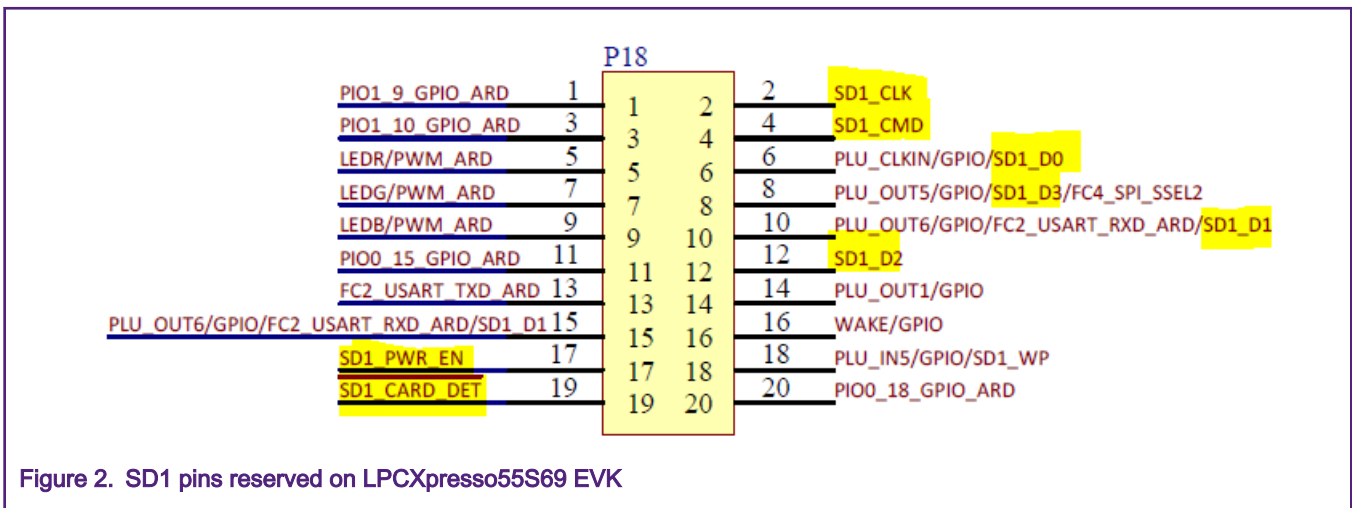 P18
PIO1_9_GPIO_ARD 1 1 2 2 SD1_CLK
PIO1_10_GPIO_ARD 3 3 4 4 SD1_CMD
LEDR/PWM_ARD 5 5 6 6 PLU_CLKIN/GPIO/SD1_D0
LEDG/PWM_ARD 7 7 8 8 PLU_OUT5/GPIO/SD1_D3/FC4_SPI_SSEL2
LEDB/PWM_ARD 9 9 10 10 PLU_OUT6/GPIO/FC2_USART_RXD_ARD/SD1_D1
PIO0_15_GPIO_ARD 11 11 12 12 SD1_D2
FC2_USART_TXD_ARD 13 13 14 14 PLU_OUT1/GPIO
PLU_OUT6/GPIO/FC2_USART_RXD_ARD/SD1_D1 15 15 16 16 WAKE/GPIO
SD1_PWR_EN 17 17 18 18 PLU_IN5/GPIO/SD1_WP
SD1_CARD_DET 19 19 20 20 PIO0_18_GPIO_ARD
Figure 2. SD1 pins reserved on LPCXpresso55S69 EVK